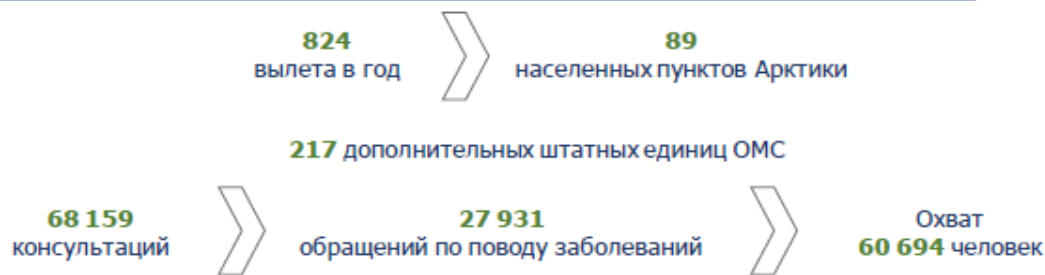 824
вылета в год
89
населенных пунктов Арктики
217 дополнительных штатных единиц ОМС
68 159
консультаций
27 931
обращений по поводу заболеваний
Охват
60 694 человек